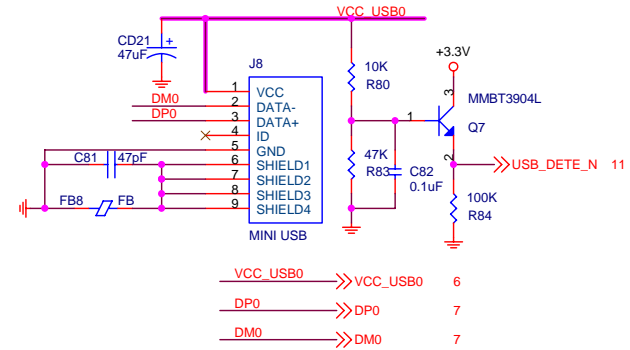 VCC_USB0
CD21
+
47uF
+3.3V
J8
10K
R80
1 VCC
2 DATA-
3 DATA+
4 ID
5 GND
6 SHIELD1
7 SHIELD2
8 SHIELD3
9 SHIELD4
DM0
DP0
3
MMBT3904L
1
Q7
2
C81
47pF
47K
R83
C82
0.1uF
USB_DETE_N 11
FB8
FB
100K
R84
MINI USB
VCC_USB0
VCC_USB0 6
DP0
DP0 7
DM0
DM0 7